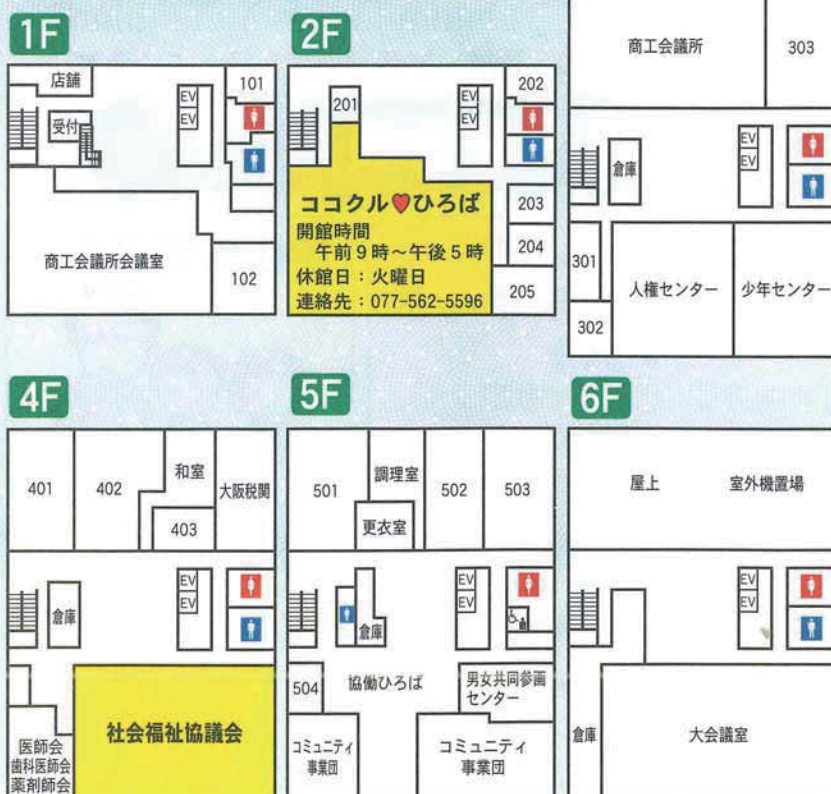 1F
店舗
101
EV
EV
受付
商工会議所会議室
102
2F
201
202
EV
EV
ココクル♥ひろば
開館時間
午前9時～午後5時
休館日：火曜日
連絡先：077-562-5596
203
204
205
商工会議所
303
EV
EV
倉庫
301
302
人権センター
少年センター
4F
401
402
和室
403
大阪税関
EV
EV
倉庫
医師会
歯科医師会
薬剤師会
社会福祉協議会
5F
501
調理室
更衣室
502
503
EV
EV
倉庫
504
協働ひろば
男女共同参画
センター
コミュニティ
事業団
コミュニティ
事業団
6F
屋上
室外機置場
EV
EV
倉庫
大会議室